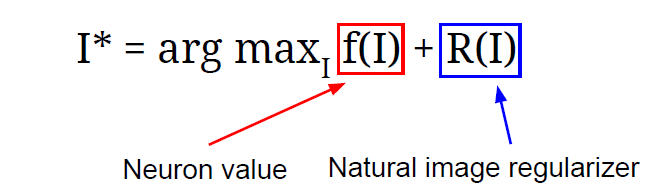 I* = arg max_I f(I) + R(I)
Neuron value
Natural image regularizer